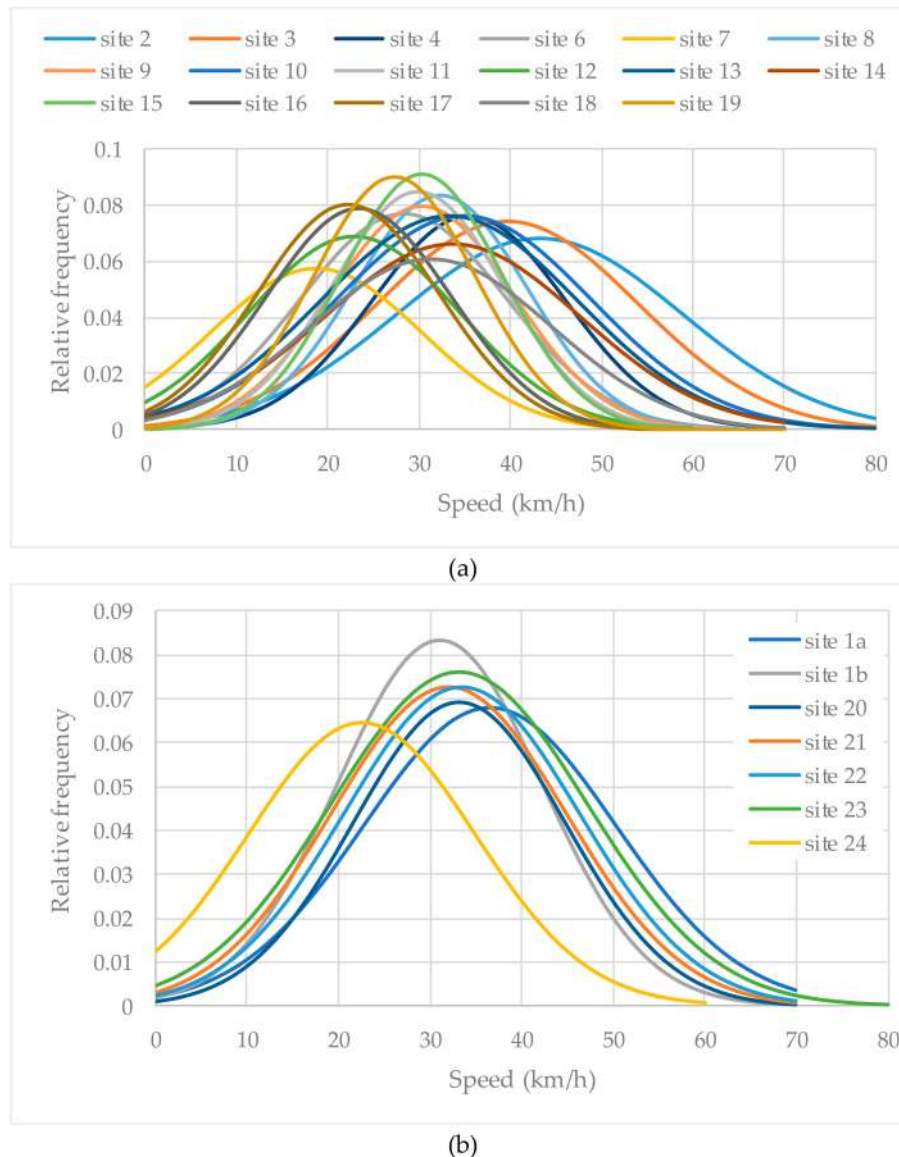 site 2 site 3 site 4 site 6 site 7 site 8
site 9 site 10 site 11 site 12 site 13 site 14
site 15 site 16 site 17 site 18 site 19
0.1
0.08
0.06
0.04
0.02
0
Relative frequency
0 10 20 30 40 50 60 70 80
Speed (km/h)
(a)
0.09
0.08
0.07
0.06
0.05
0.04
0.03
0.02
0.01
0
Relative frequency
site 1a
site 1b
site 20
site 21
site 22
site 23
site 24
0 10 20 30 40 50 60 70 80
Speed (km/h)
(b)